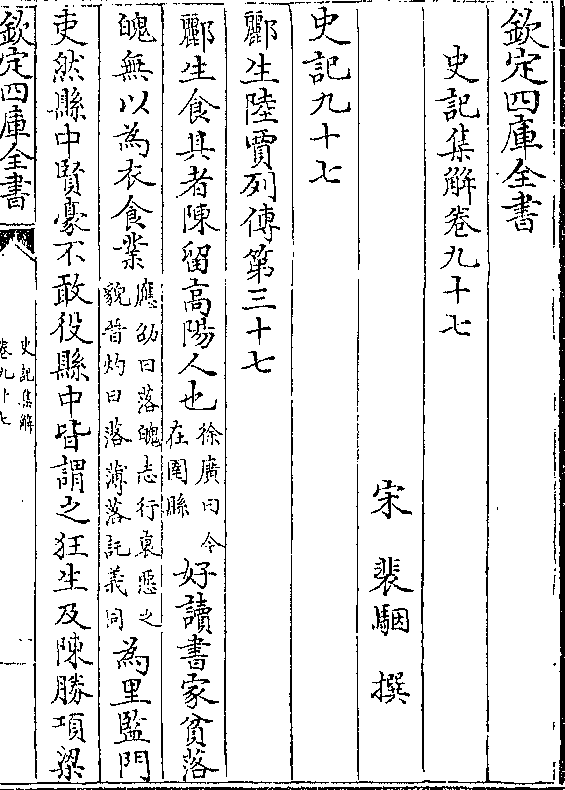 欽定四庫全書
史記集解卷九十七
宋 裴駰 撰
史記九十七
酈生陸賈列傳第三十七
酈生食其者陳留高陽人也徐廣曰今在圉縣好讀書家貧落
魄無以為衣食業應劭曰落魄志行衰惡之貌晉灼曰落薄落託義同為里監門
吏然縣中賢豪不敢役縣中皆謂之狂生及陳勝項梁
欽定四庫全書
史記集解
卷九十七